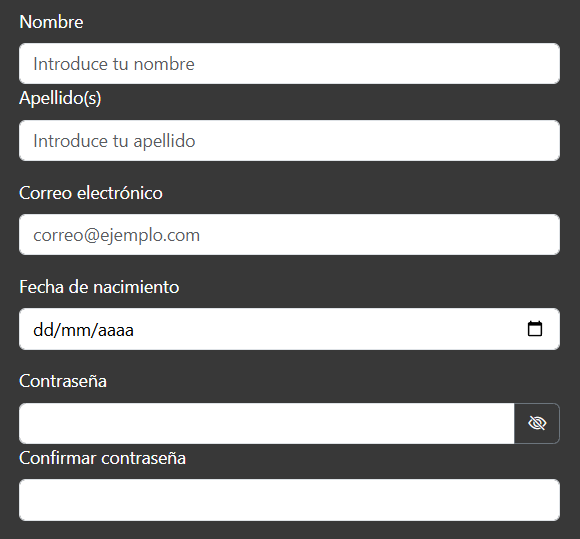 Nombre
Introduce tu nombre
Apellido(s)
Introduce tu apellido
Correo electrónico
correo@ejemplo.com
Fecha de nacimiento
dd/mm/aaaa
Contraseña
Confirmar contraseña